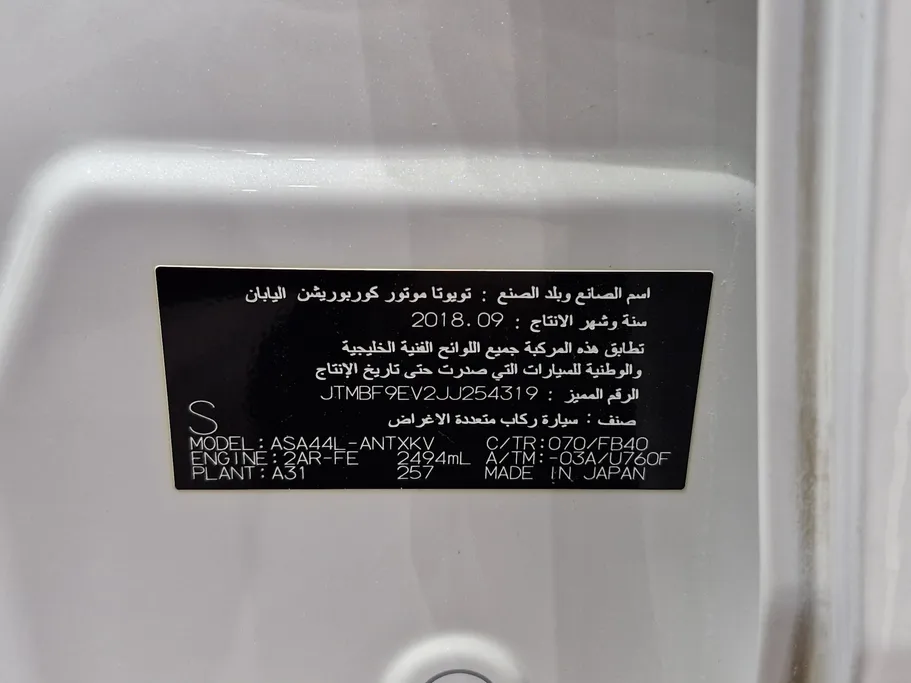 اسم الصانع وبلد الصنع : تويوتا موتور كوربوريشن اليابان
سنة وشهر الانتاج : 2018.09
تطابق هذه المركبة جميع اللوائح الفنية الخليجية
والوطنية للسيارات التي صدرت حتى تاريخ الإنتاج
الرقم المميز : JTMBF9EV2JJ254319
صنف : سيارة ركاب متعددة الاغراض
S
MODEL: ASA44L-ANTXKV C/TR: 070/FB40
ENGINE: 2AR-FE 2494mL A/TM: -03A/U760F
PLANT: A31 257 MADE IN JAPAN